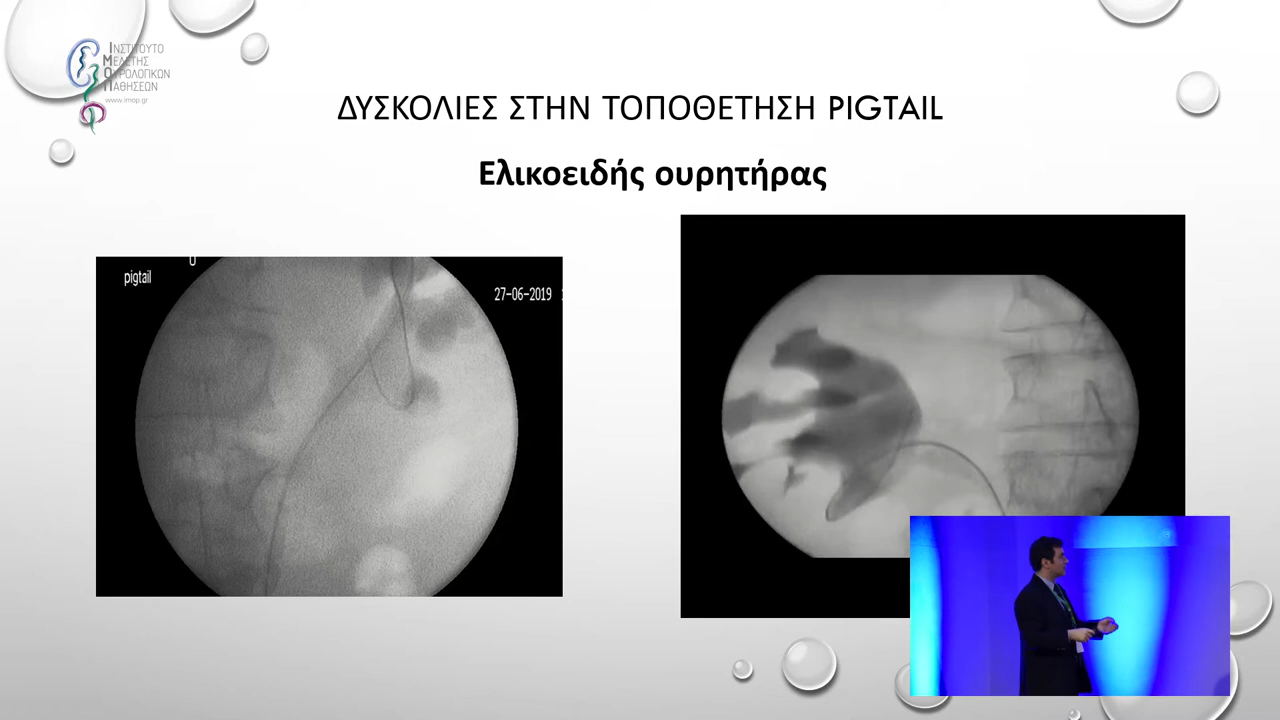 ΙΝΣΤΙΤΟΥΤΟ
ΜΕΛΕΤΗΣ
ΟΥΡΟΛΟΓΙΚΩΝ
ΠΑΘΗΣΕΩΝ
www.imop.gr
ΔΥΣΚΟΛΙΕΣ ΣΤΗΝ ΤΟΠΟΘΕΤΗΣΗ PIGTAIL
Ελικοειδής ουρητήρας
pigtail
27-06-2019